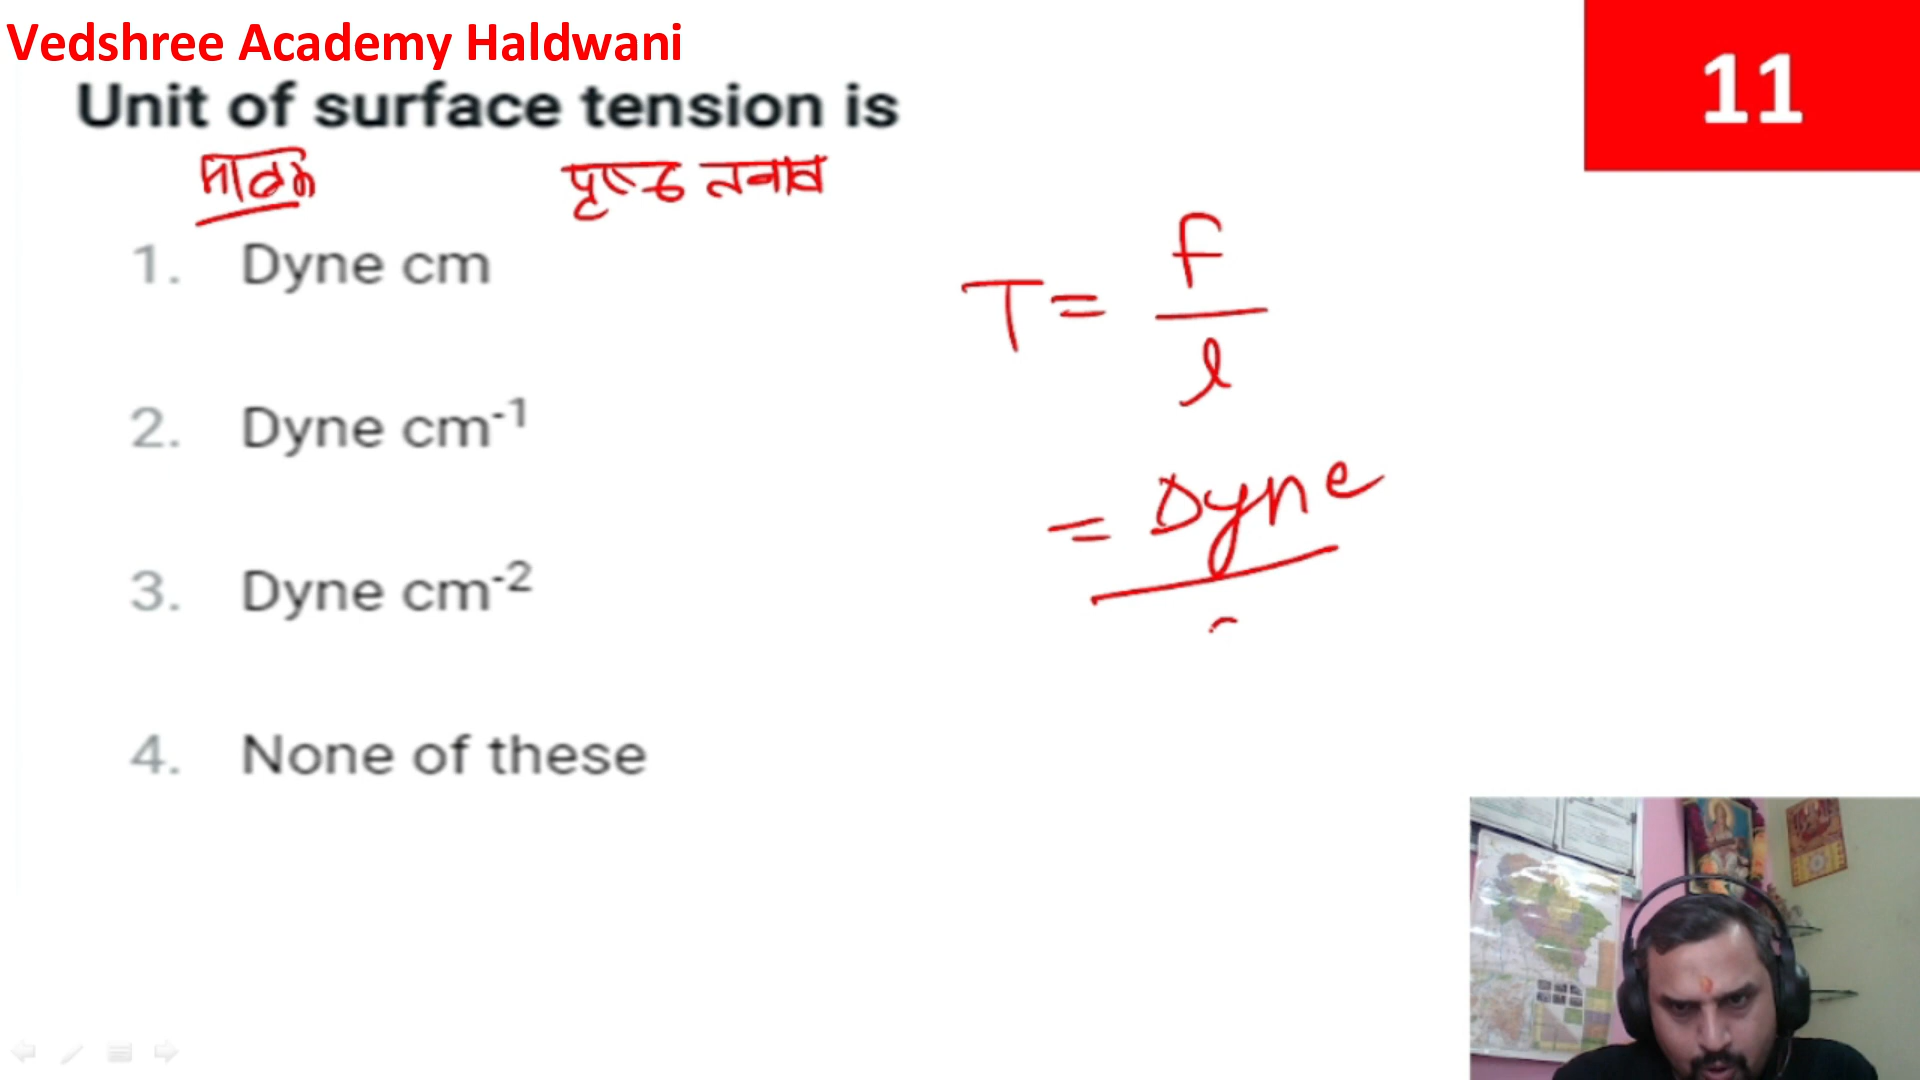 Vedshree Academy Haldwani
11
Unit of surface tension is
मात्रक पृष्ठ तनाव
1. Dyne cm
2. Dyne cm⁻¹
3. Dyne cm⁻²
4. None of these
T = F / l
= Dyne